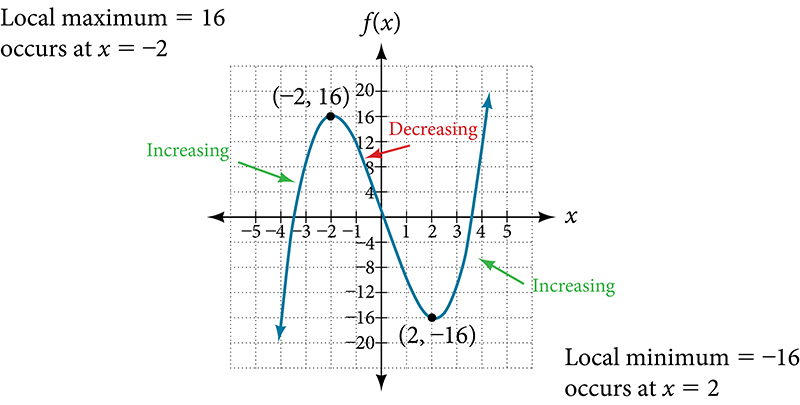 Local maximum = 16
occurs at x = −2
f(x)
20
(−2, 16)
16
Decreasing
12
Increasing
8
4
x
−5 −4 −3 −2 −1 1 2 3 4 5
−4
−8
Increasing
−12
−16
(2, −16)
−20
Local minimum = −16
occurs at x = 2